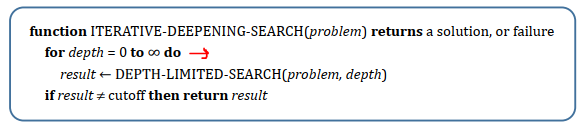 function ITERATIVE-DEEPENING-SEARCH(problem) returns a solution, or failure
for depth = 0 to ∞ do →
result ← DEPTH-LIMITED-SEARCH(problem, depth)
if result ≠ cutoff then return result